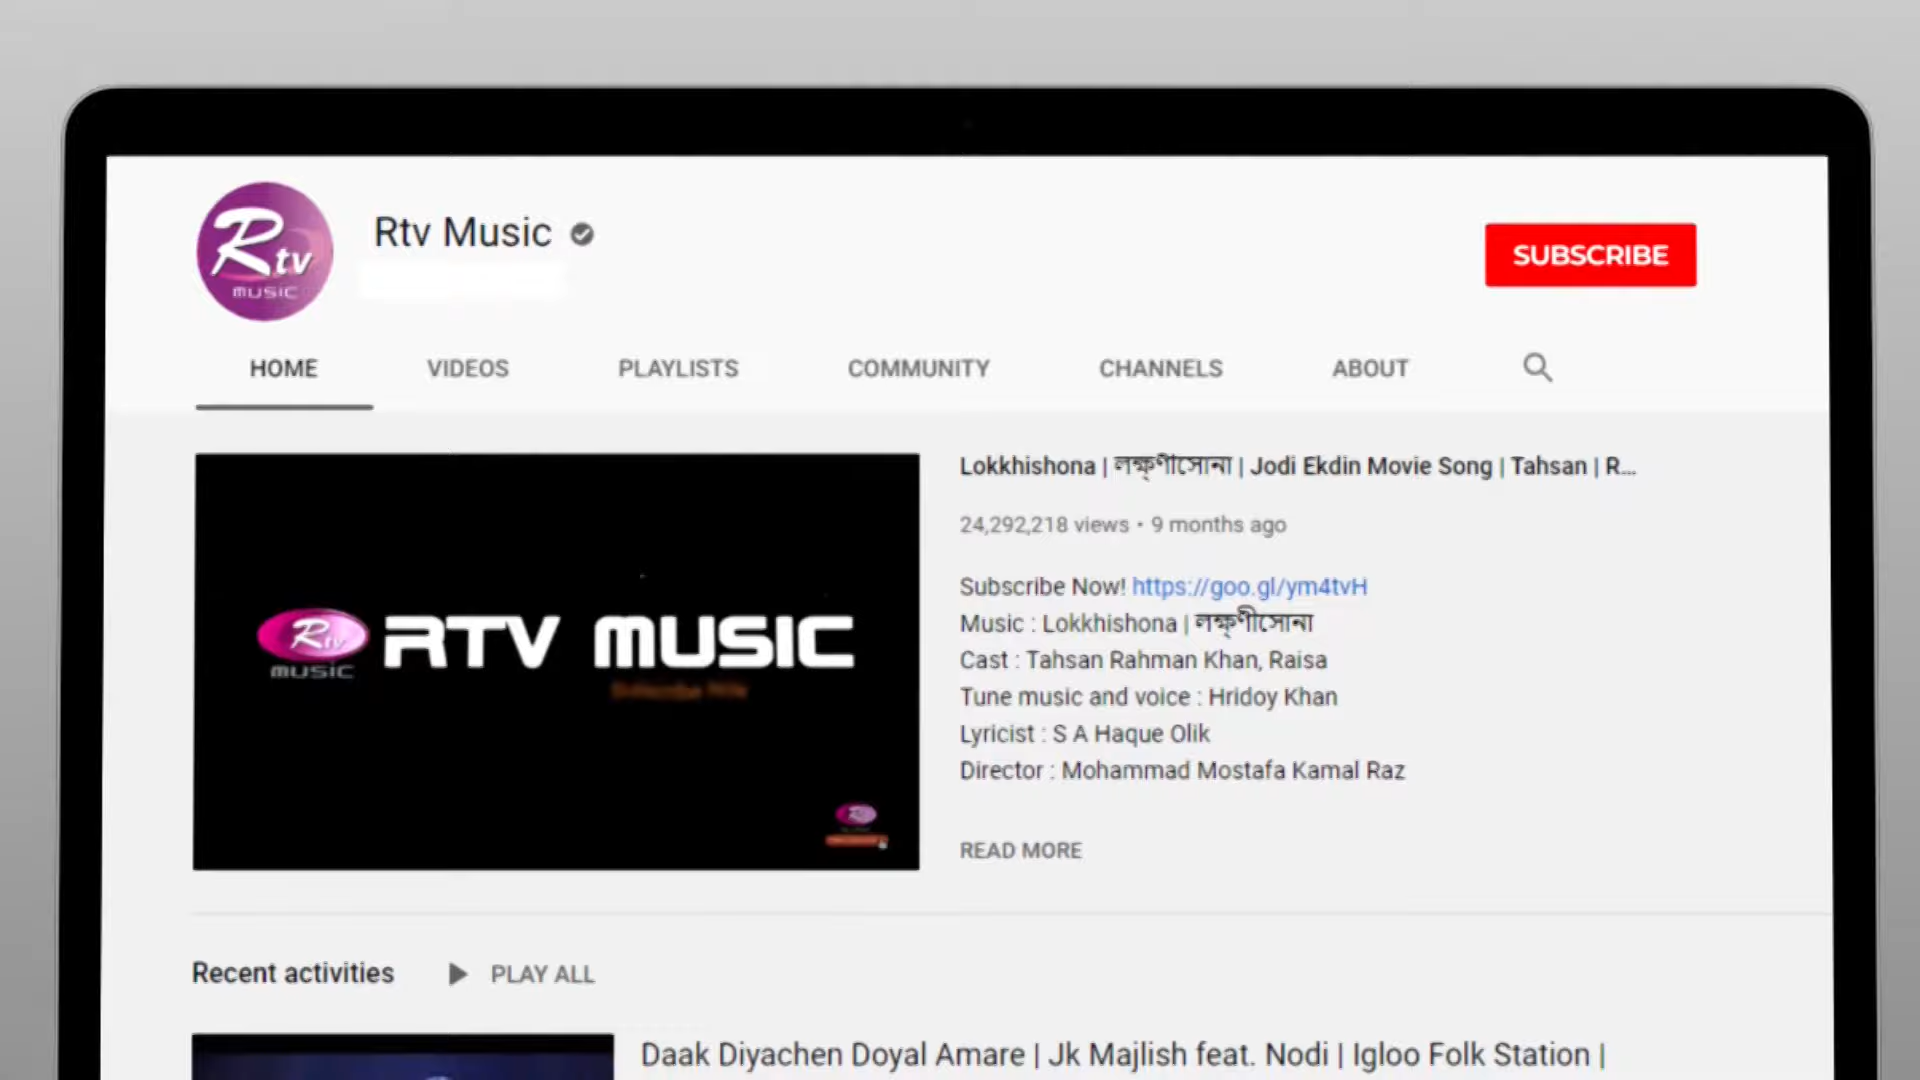 Rtv
MUSIC
Rtv Music
SUBSCRIBE
HOME
VIDEOS
PLAYLISTS
COMMUNITY
CHANNELS
ABOUT
Rtv
MUSIC
RTV MUSIC
Lokkhishona | লক্ষ্ণীসোনা | Jodi Ekdin Movie Song | Tahsan | R...
24,292,218 views • 9 months ago
Subscribe Now! https://goo.gl/ym4tvH
Music : Lokkhishona | লক্ষ্ণীসোনা
Cast : Tahsan Rahman Khan, Raisa
Tune music and voice : Hridoy Khan
Lyricist : S A Haque Olik
Director : Mohammad Mostafa Kamal Raz
READ MORE
Recent activities
PLAY ALL
Daak Diyachen Doyal Amare | Jk Majlish feat. Nodi | Igloo Folk Station |